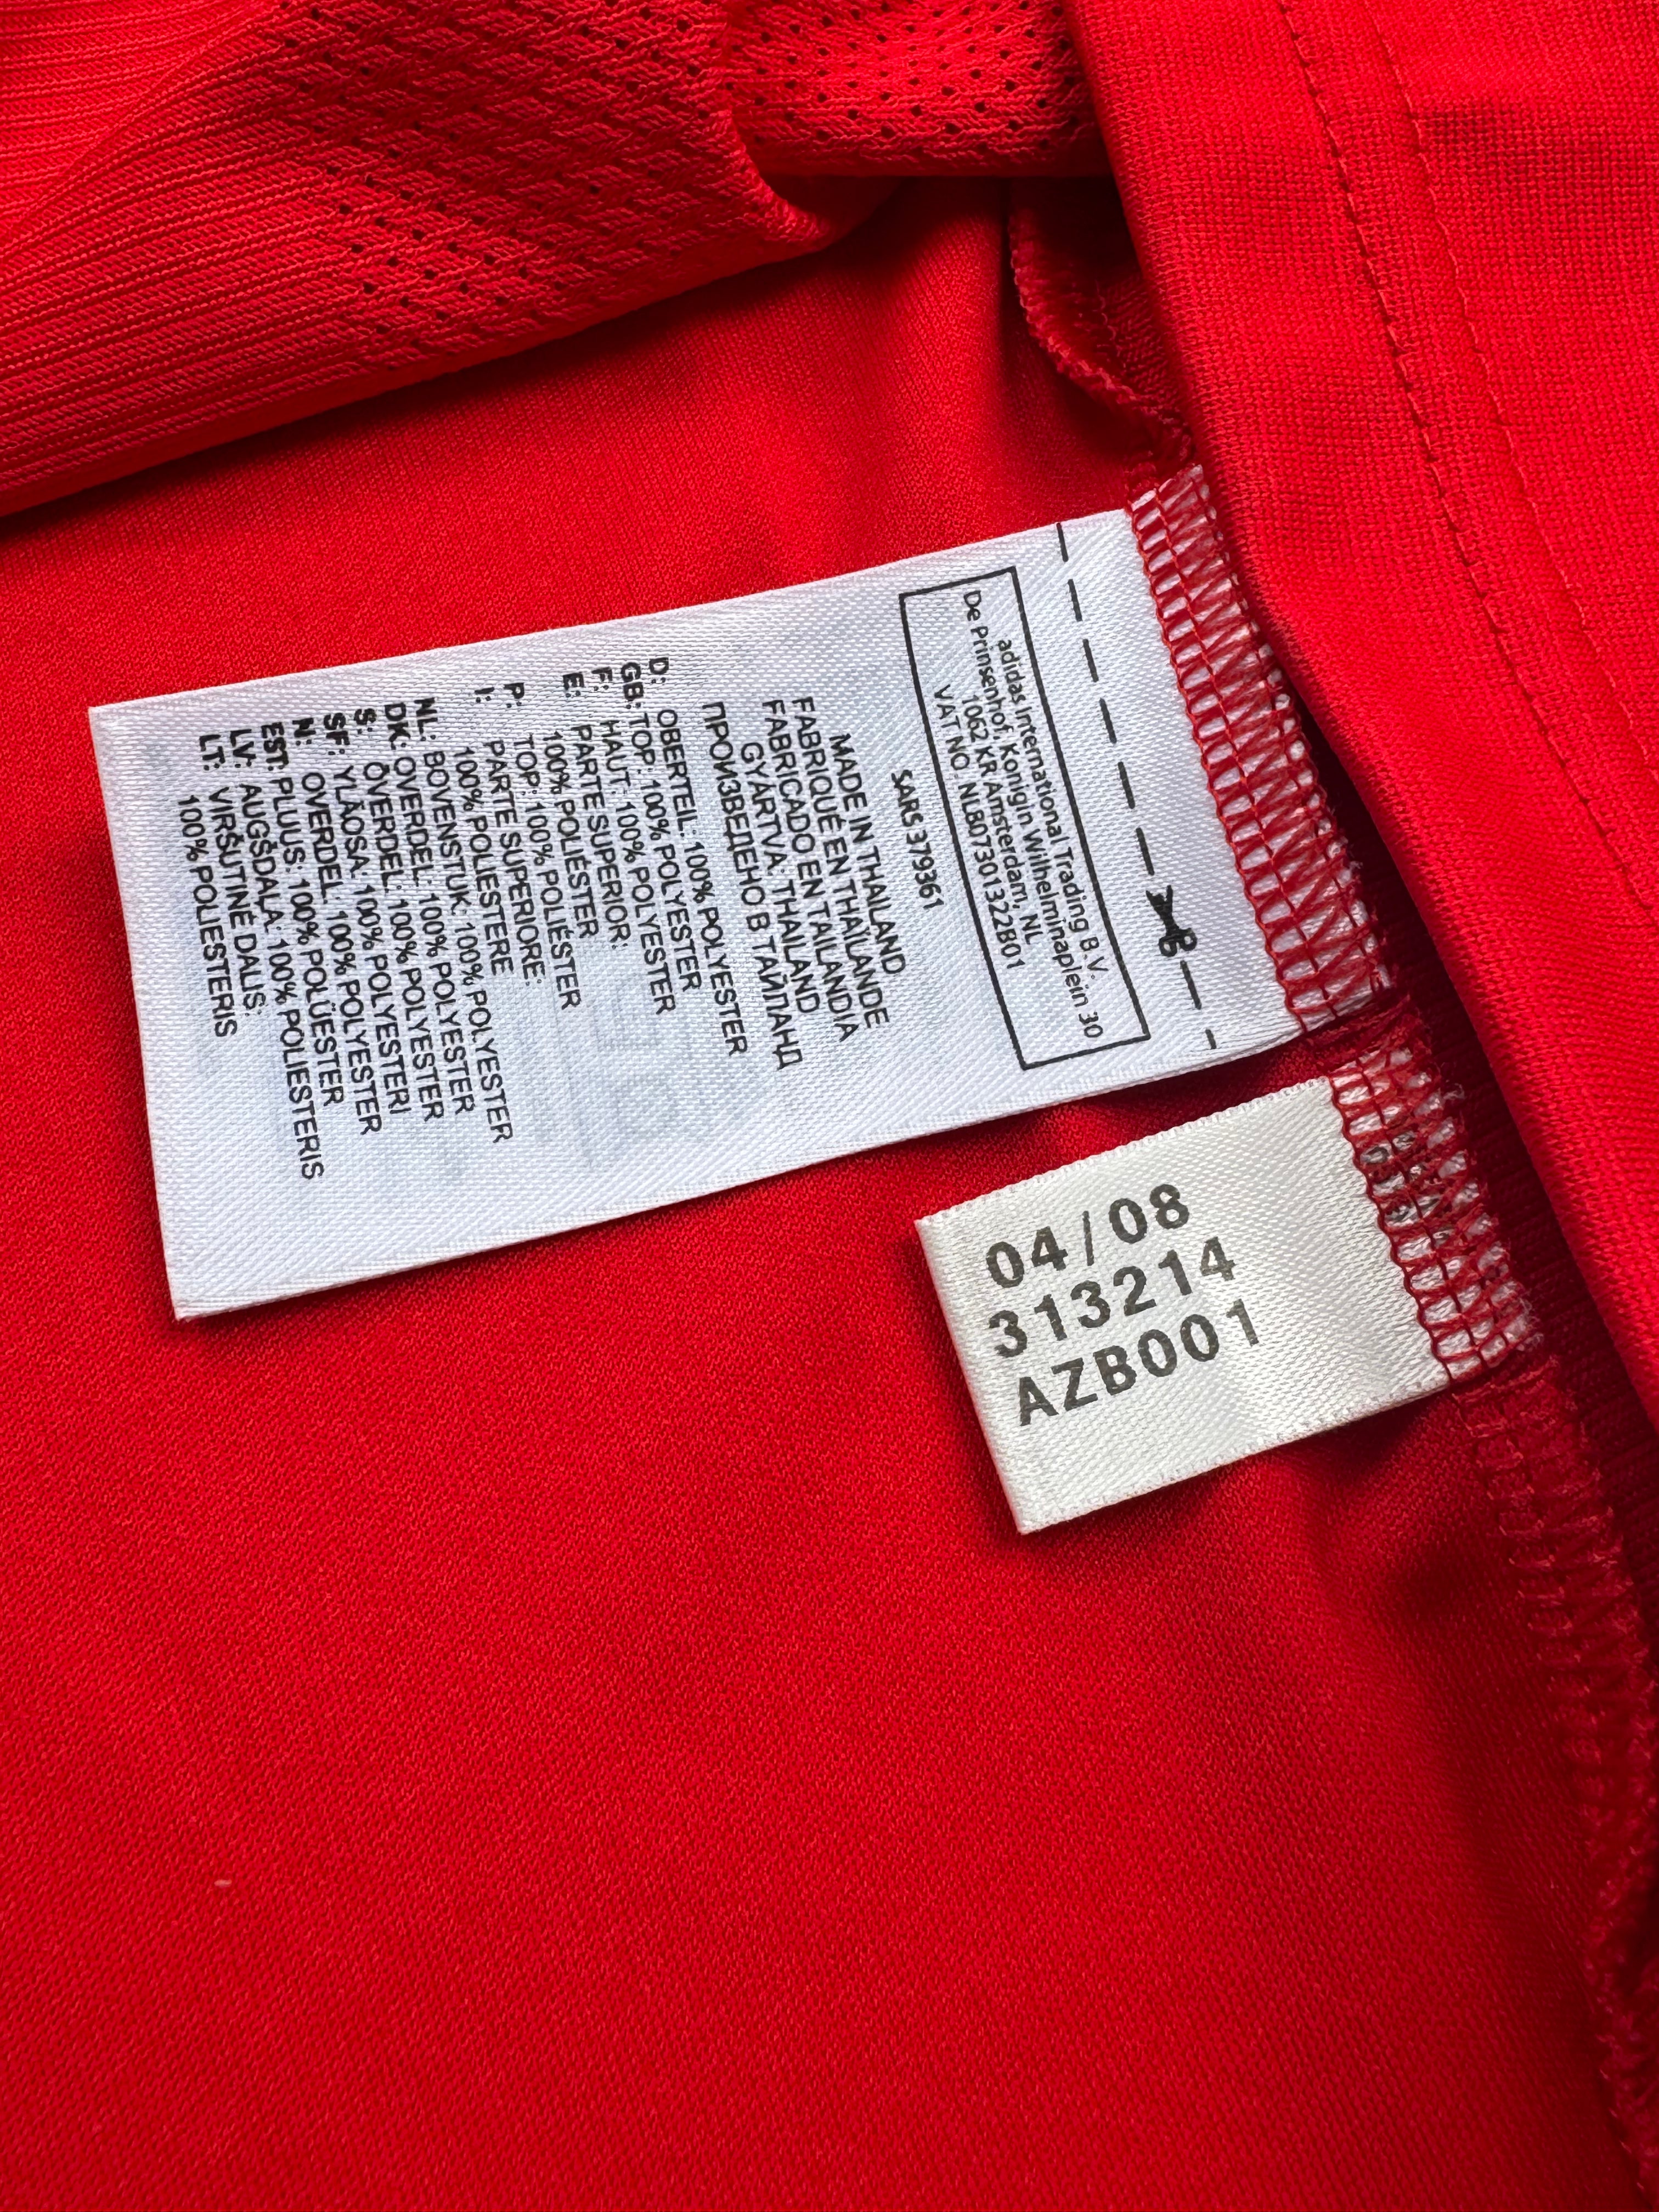 adidas International Trading B.V.
De Prinsenhof, Konigin Wilhelminaplein 30
1062 KR Amsterdam, NL
VAT NO. NLB07301322B01
SARS 379361
MADE IN THAILAND
FABRIQUÉ EN THAÏLANDE
FABRICADO EN TAILANDIA
GYÁRTVA: THAILAND
ПРОИЗВЕДЕНО В ТАЙЛАНД
D: OBERTEIL: 100% POLYESTER
GB: TOP: 100% POLYESTER
F: HAUT: 100% POLYESTER
E: PARTE SUPERIOR:
100% POLIÉSTER
P: TOP: 100% POLIÉSTER
I: PARTE SUPERIORE:
100% POLIESTERE
NL: BOVENSTUK: 100% POLYESTER
DK: OVERDEL: 100% POLYESTER
S: ÖVERDEL: 100% POLYESTER
SF: YLÄOSA: 100% POLYESTERI
N: OVERDEL: 100% POLYESTER
EST: PLUUS: 100% POLÜESTER
LV: AUGŠDAĻA: 100% POLIESTERIS
LT: VIRŠUTINĖ DALIS:
100% POLIESTERIS
04/08
313214
AZB001